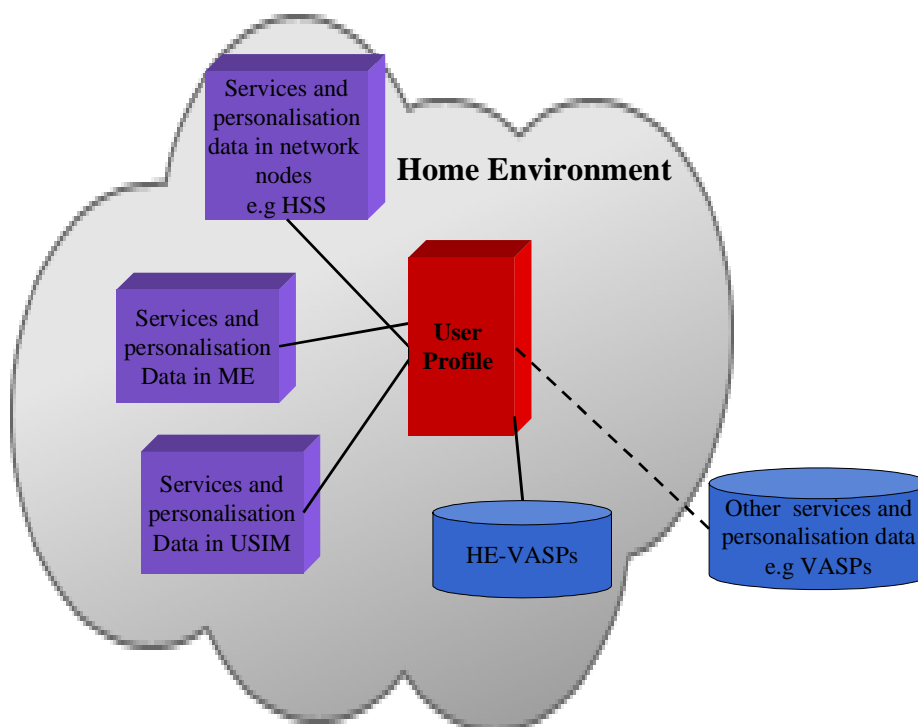 Services and
personalisation
data in network
nodes
e.g HSS
Home Environment
User
Profile
Services and
personalisation
Data in ME
Services and
personalisation
Data in USIM
HE-VASPs
Other services and
personalisation data
e.g VASPs